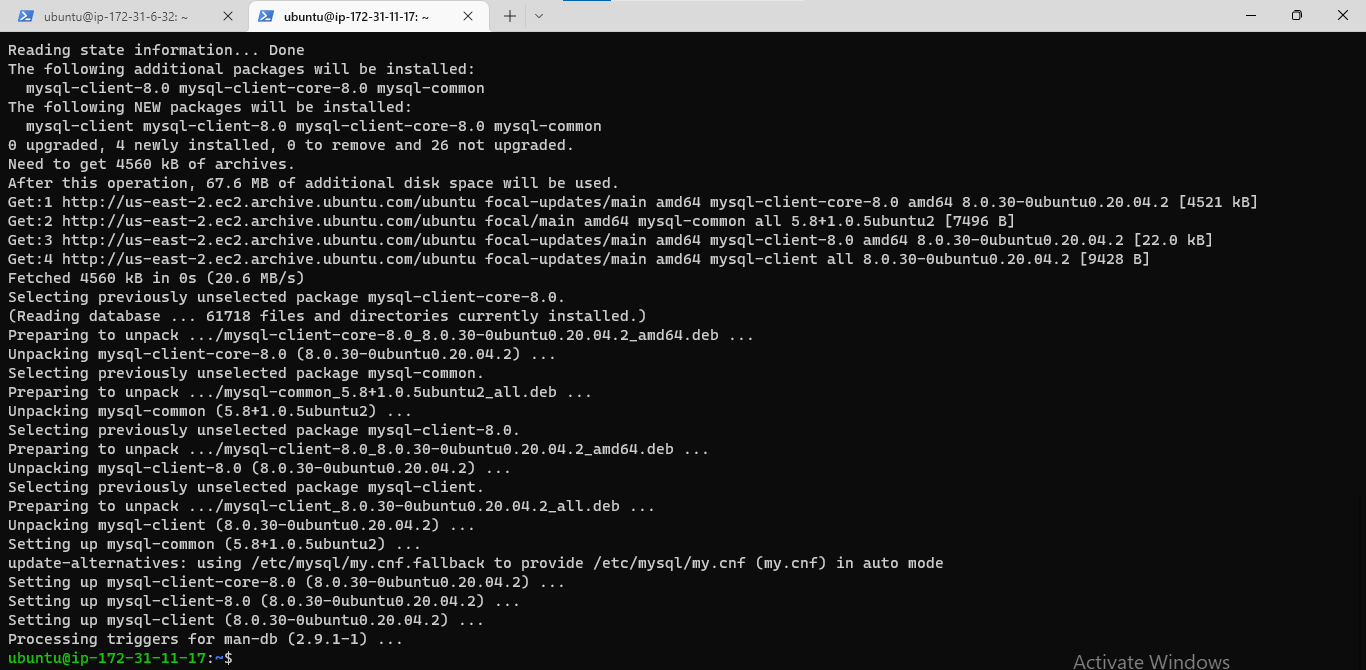 ubuntu@ip-172-31-6-32: ~
ubuntu@ip-172-31-11-17: ~
Reading state information... Done
The following additional packages will be installed:
  mysql-client-8.0 mysql-client-core-8.0 mysql-common
The following NEW packages will be installed:
  mysql-client mysql-client-8.0 mysql-client-core-8.0 mysql-common
0 upgraded, 4 newly installed, 0 to remove and 26 not upgraded.
Need to get 4560 kB of archives.
After this operation, 67.6 MB of additional disk space will be used.
Get:1 http://us-east-2.ec2.archive.ubuntu.com/ubuntu focal-updates/main amd64 mysql-client-core-8.0 amd64 8.0.30-0ubuntu0.20.04.2 [4521 kB]
Get:2 http://us-east-2.ec2.archive.ubuntu.com/ubuntu focal/main amd64 mysql-common all 5.8+1.0.5ubuntu2 [7496 B]
Get:3 http://us-east-2.ec2.archive.ubuntu.com/ubuntu focal-updates/main amd64 mysql-client-8.0 amd64 8.0.30-0ubuntu0.20.04.2 [22.0 kB]
Get:4 http://us-east-2.ec2.archive.ubuntu.com/ubuntu focal-updates/main amd64 mysql-client all 8.0.30-0ubuntu0.20.04.2 [9428 B]
Fetched 4560 kB in 0s (20.6 MB/s)
Selecting previously unselected package mysql-client-core-8.0.
(Reading database ... 61718 files and directories currently installed.)
Preparing to unpack .../mysql-client-core-8.0_8.0.30-0ubuntu0.20.04.2_amd64.deb ...
Unpacking mysql-client-core-8.0 (8.0.30-0ubuntu0.20.04.2) ...
Selecting previously unselected package mysql-common.
Preparing to unpack .../mysql-common_5.8+1.0.5ubuntu2_all.deb ...
Unpacking mysql-common (5.8+1.0.5ubuntu2) ...
Selecting previously unselected package mysql-client-8.0.
Preparing to unpack .../mysql-client-8.0_8.0.30-0ubuntu0.20.04.2_amd64.deb ...
Unpacking mysql-client-8.0 (8.0.30-0ubuntu0.20.04.2) ...
Selecting previously unselected package mysql-client.
Preparing to unpack .../mysql-client_8.0.30-0ubuntu0.20.04.2_all.deb ...
Unpacking mysql-client (8.0.30-0ubuntu0.20.04.2) ...
Setting up mysql-common (5.8+1.0.5ubuntu2) ...
update-alternatives: using /etc/mysql/my.cnf.fallback to provide /etc/mysql/my.cnf (my.cnf) in auto mode
Setting up mysql-client-core-8.0 (8.0.30-0ubuntu0.20.04.2) ...
Setting up mysql-client-8.0 (8.0.30-0ubuntu0.20.04.2) ...
Setting up mysql-client (8.0.30-0ubuntu0.20.04.2) ...
Processing triggers for man-db (2.9.1-1) ...
ubuntu@ip-172-31-11-17:~$
Activate Windows